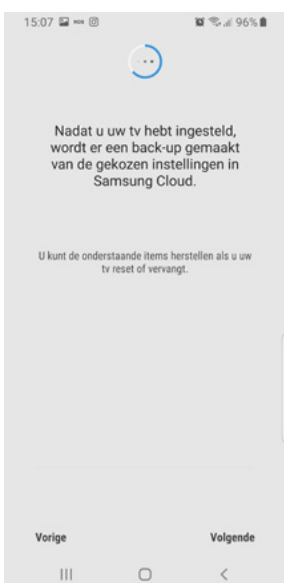 15:07 96%
Nadat u uw tv hebt ingesteld,
wordt er een back-up gemaakt
van de gekozen instellingen in
Samsung Cloud.
U kunt de onderstaande items herstellen als u uw
tv reset of vervangt.
Vorige Volgende